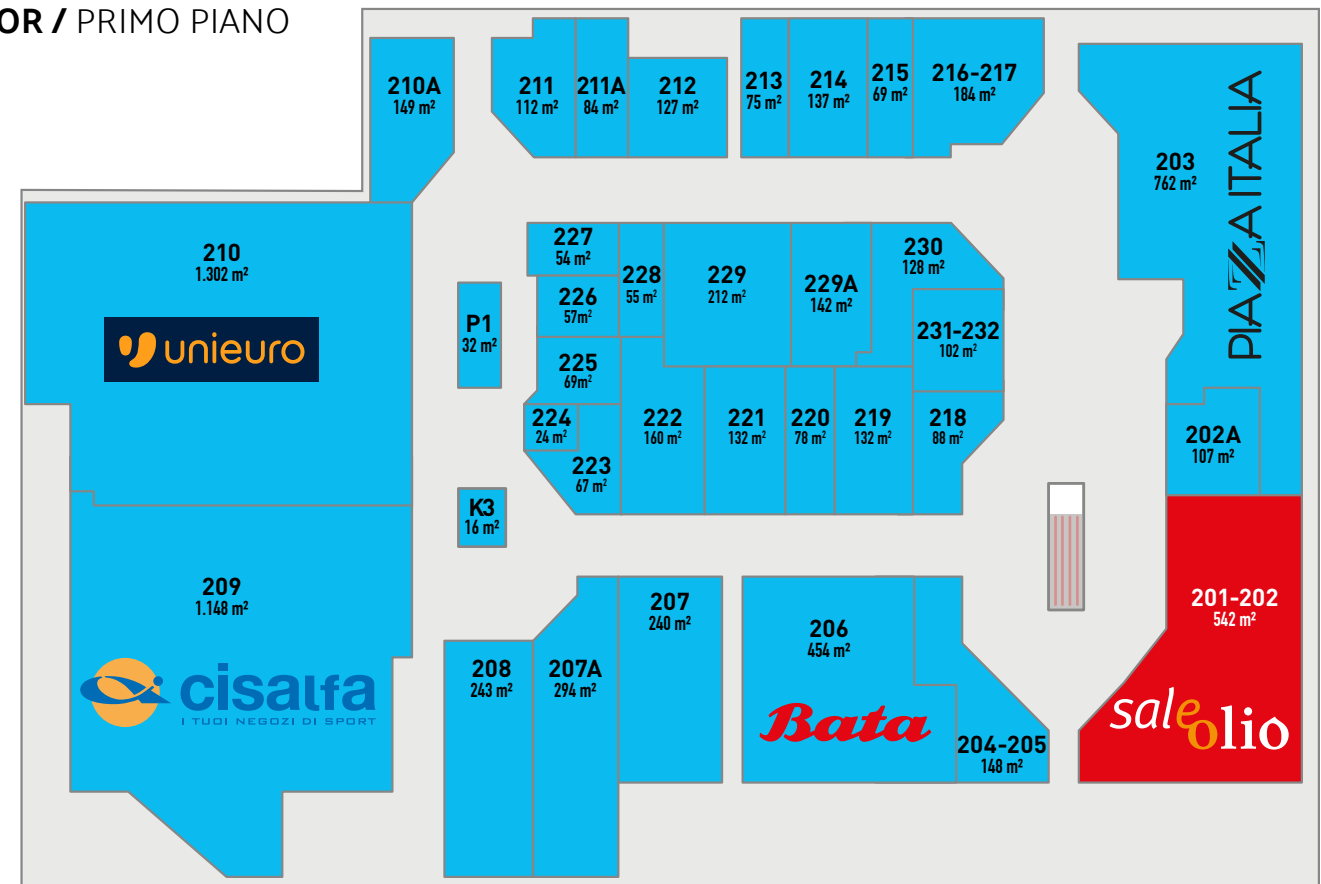 OR / PRIMO PIANO
210A
149 m²
211
112 m²
211A
84 m²
212
127 m²
213
75 m²
214
137 m²
215
69 m²
216-217
184 m²
203
762 m²
PIAZZA ITALIA
210
1.302 m²
unieuro
P1
32 m²
227
54 m²
226
57m²
225
69m²
224
24 m²
223
67 m²
228
55 m²
229
212 m²
229A
142 m²
230
128 m²
231-232
102 m²
222
160 m²
221
132 m²
220
78 m²
219
132 m²
218
88 m²
202A
107 m²
K3
16 m²
209
1.148 m²
cisalfa
I TUOI NEGOZI DI SPORT
208
243 m²
207A
294 m²
207
240 m²
206
454 m²
Bata
204-205
148 m²
201-202
542 m²
sale
olio